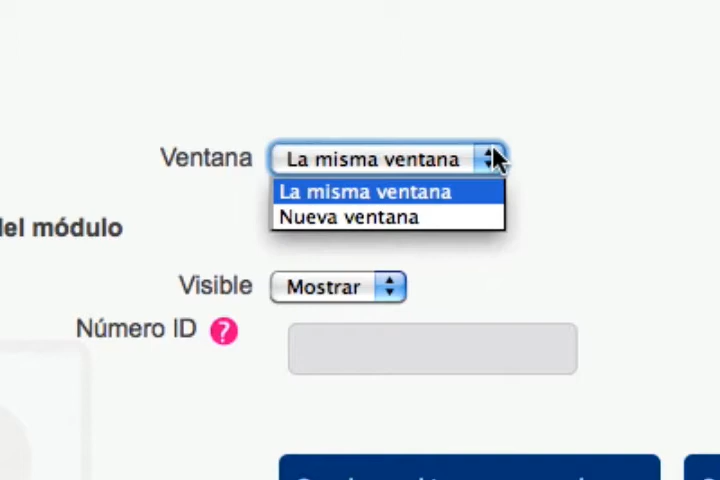 Ventana La misma ventana
La misma ventana
Nueva ventana
del módulo
Visible Mostrar
Número ID ?